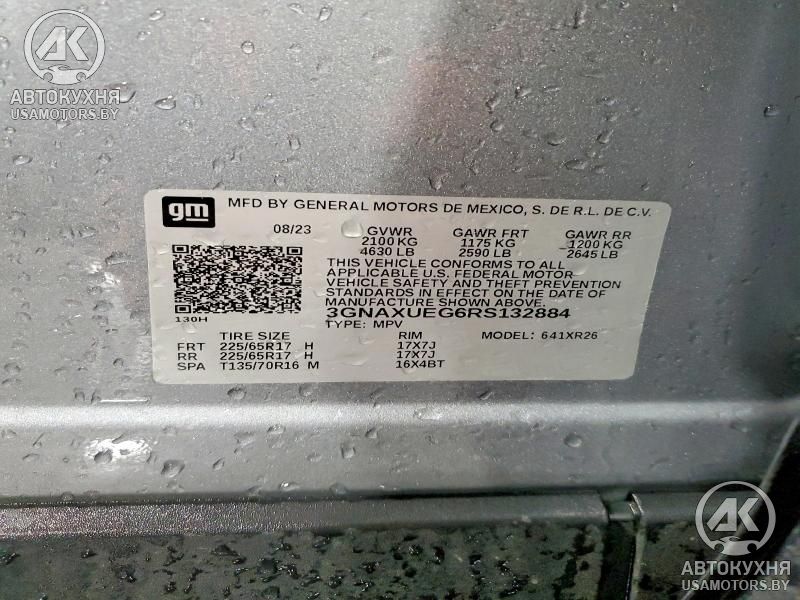 AK
АВТОКУХНЯ
USAMOTORS.BY
gm MFD BY GENERAL MOTORS DE MEXICO, S. DE R.L. DE C.V.
08/23 GVWR GAWR FRT GAWR RR
2100 KG 1175 KG 1200 KG
4630 LB 2590 LB 2645 LB
THIS VEHICLE CONFORMS TO ALL
APPLICABLE U.S. FEDERAL MOTOR
VEHICLE SAFETY AND THEFT PREVENTION
STANDARDS IN EFFECT ON THE DATE OF
MANUFACTURE SHOWN ABOVE.
130H 3GNAXUEG6RS132884
TYPE: MPV
TIRE SIZE RIM MODEL: 641XR26
FRT 225/65R17 H 17X7J
RR 225/65R17 H 17X7J
SPA T135/70R16 M 16X4BT
AK
АВТОКУХНЯ
USAMOTORS.BY